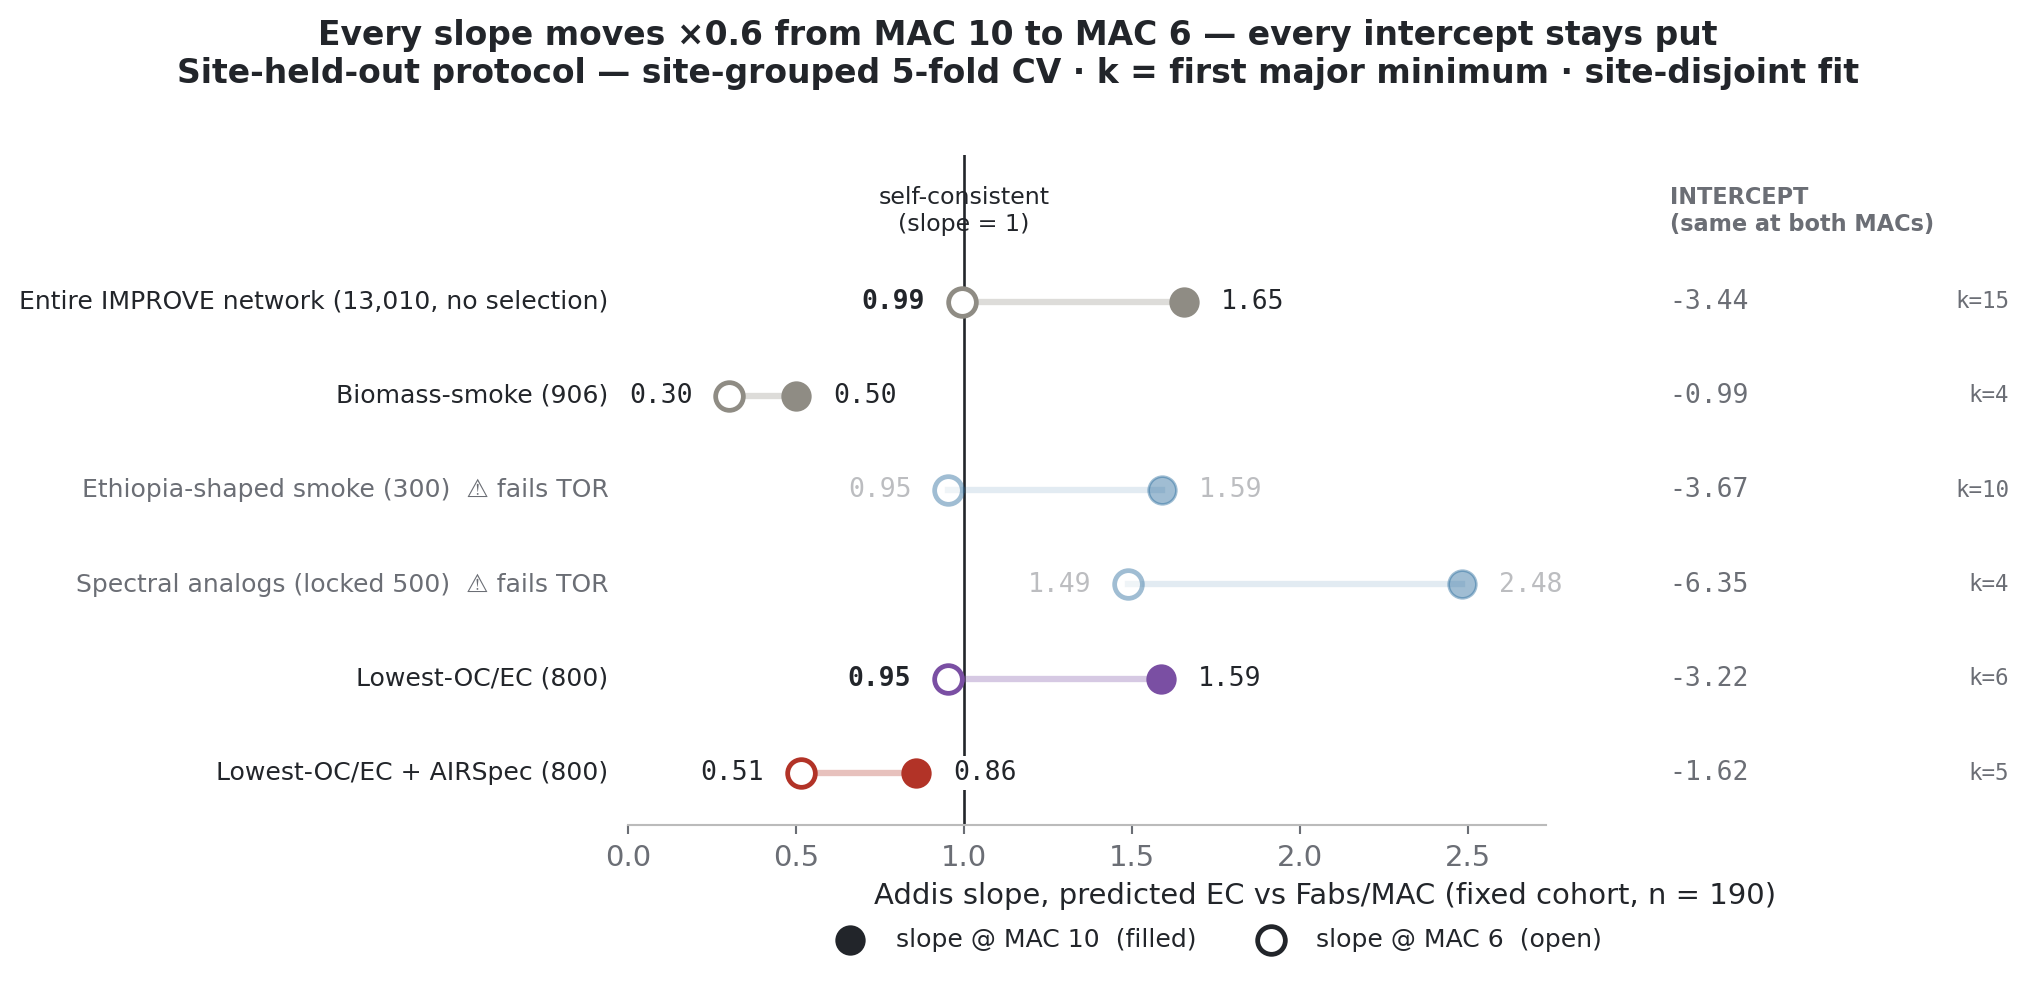 Every slope moves ×0.6 from MAC 10 to MAC 6 — every intercept stays put
Site-held-out protocol — site-grouped 5-fold CV · k = first major minimum · site-disjoint fit
self-consistent
(slope = 1)
INTERCEPT
(same at both MACs)
Entire IMPROVE network (13,010, no selection) 0.99 1.65 -3.44 k=15
Biomass-smoke (906) 0.30 0.50 -0.99 k=4
Ethiopia-shaped smoke (300) ⚠ fails TOR 0.95 1.59 -3.67 k=10
Spectral analogs (locked 500) ⚠ fails TOR 1.49 2.48 -6.35 k=4
Lowest-OC/EC (800) 0.95 1.59 -3.22 k=6
Lowest-OC/EC + AIRSpec (800) 0.51 0.86 -1.62 k=5
0.0 0.5 1.0 1.5 2.0 2.5
Addis slope, predicted EC vs Fabs/MAC (fixed cohort, n = 190)
slope @ MAC 10 (filled) slope @ MAC 6 (open)